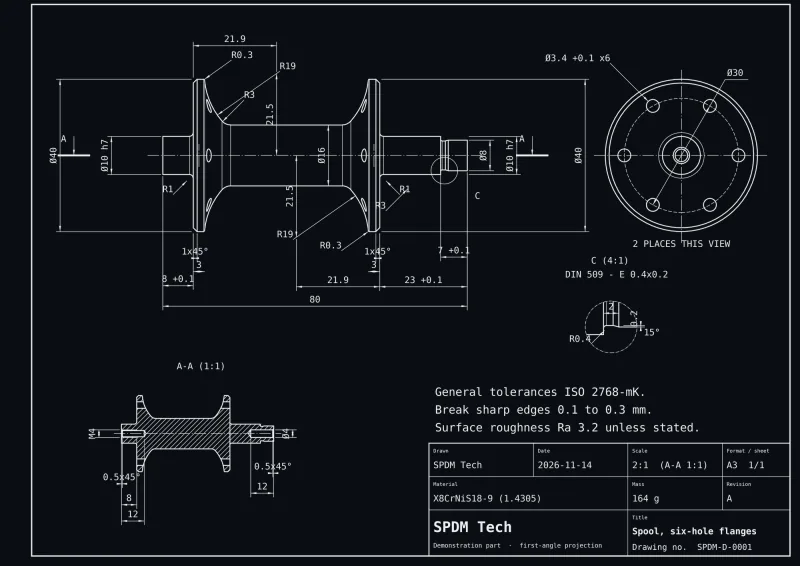 21.9
R0.3
R19
R3
21.5
A
Ø40
Ø10 h7
Ø16
R1
21.5
R19
R0.3
R1
R3
Ø8
Ø10 h7
A
Ø40
C
1x45°
3
8 +0.1
1x45°
3
7 +0.1
21.9
23 +0.1
80
Ø3.4 +0.1 x6
Ø30
2 PLACES THIS VIEW
C (4:1)
DIN 509 - E 0.4x0.2
2
0.2
15°
R0.4
A-A (1:1)
M4
Ø4
0.5x45°
0.5x45°
8
12
12
General tolerances ISO 2768-mK.
Break sharp edges 0.1 to 0.3 mm.
Surface roughness Ra 3.2 unless stated.
Drawn
SPDM Tech
Date
2026-11-14
Scale
2:1 (A-A 1:1)
Format / sheet
A3 1/1
Material
X8CrNiS18-9 (1.4305)
Mass
164 g
Revision
A
SPDM Tech
Demonstration part - first-angle projection
Title
Spool, six-hole flanges
Drawing no. SPDM-D-0001